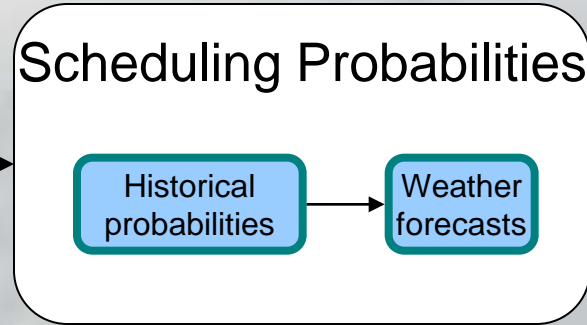 Scheduling Probabilities
Historical
probabilities
Weather
forecasts